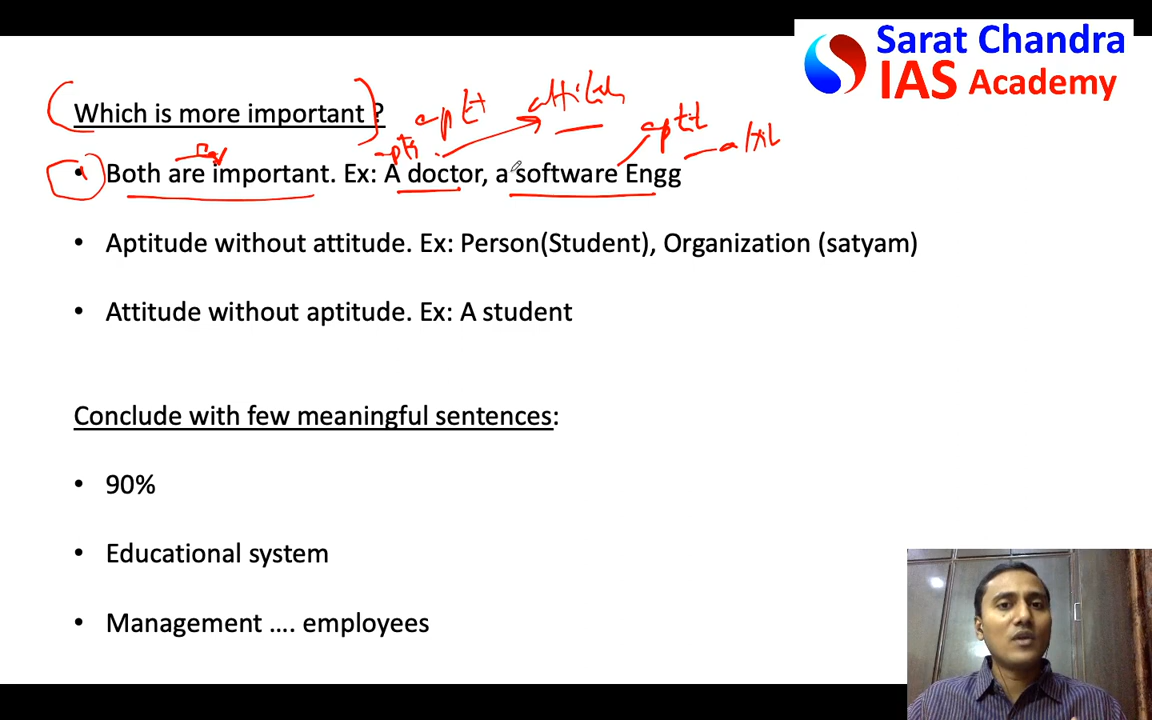 Sarat Chandra
IAS Academy
Which is more important ?
• Both are important. Ex: A doctor, a software Engg
• Aptitude without attitude. Ex: Person(Student), Organization (satyam)
• Attitude without aptitude. Ex: A student
Conclude with few meaningful sentences:
• 90%
• Educational system
• Management .... employees